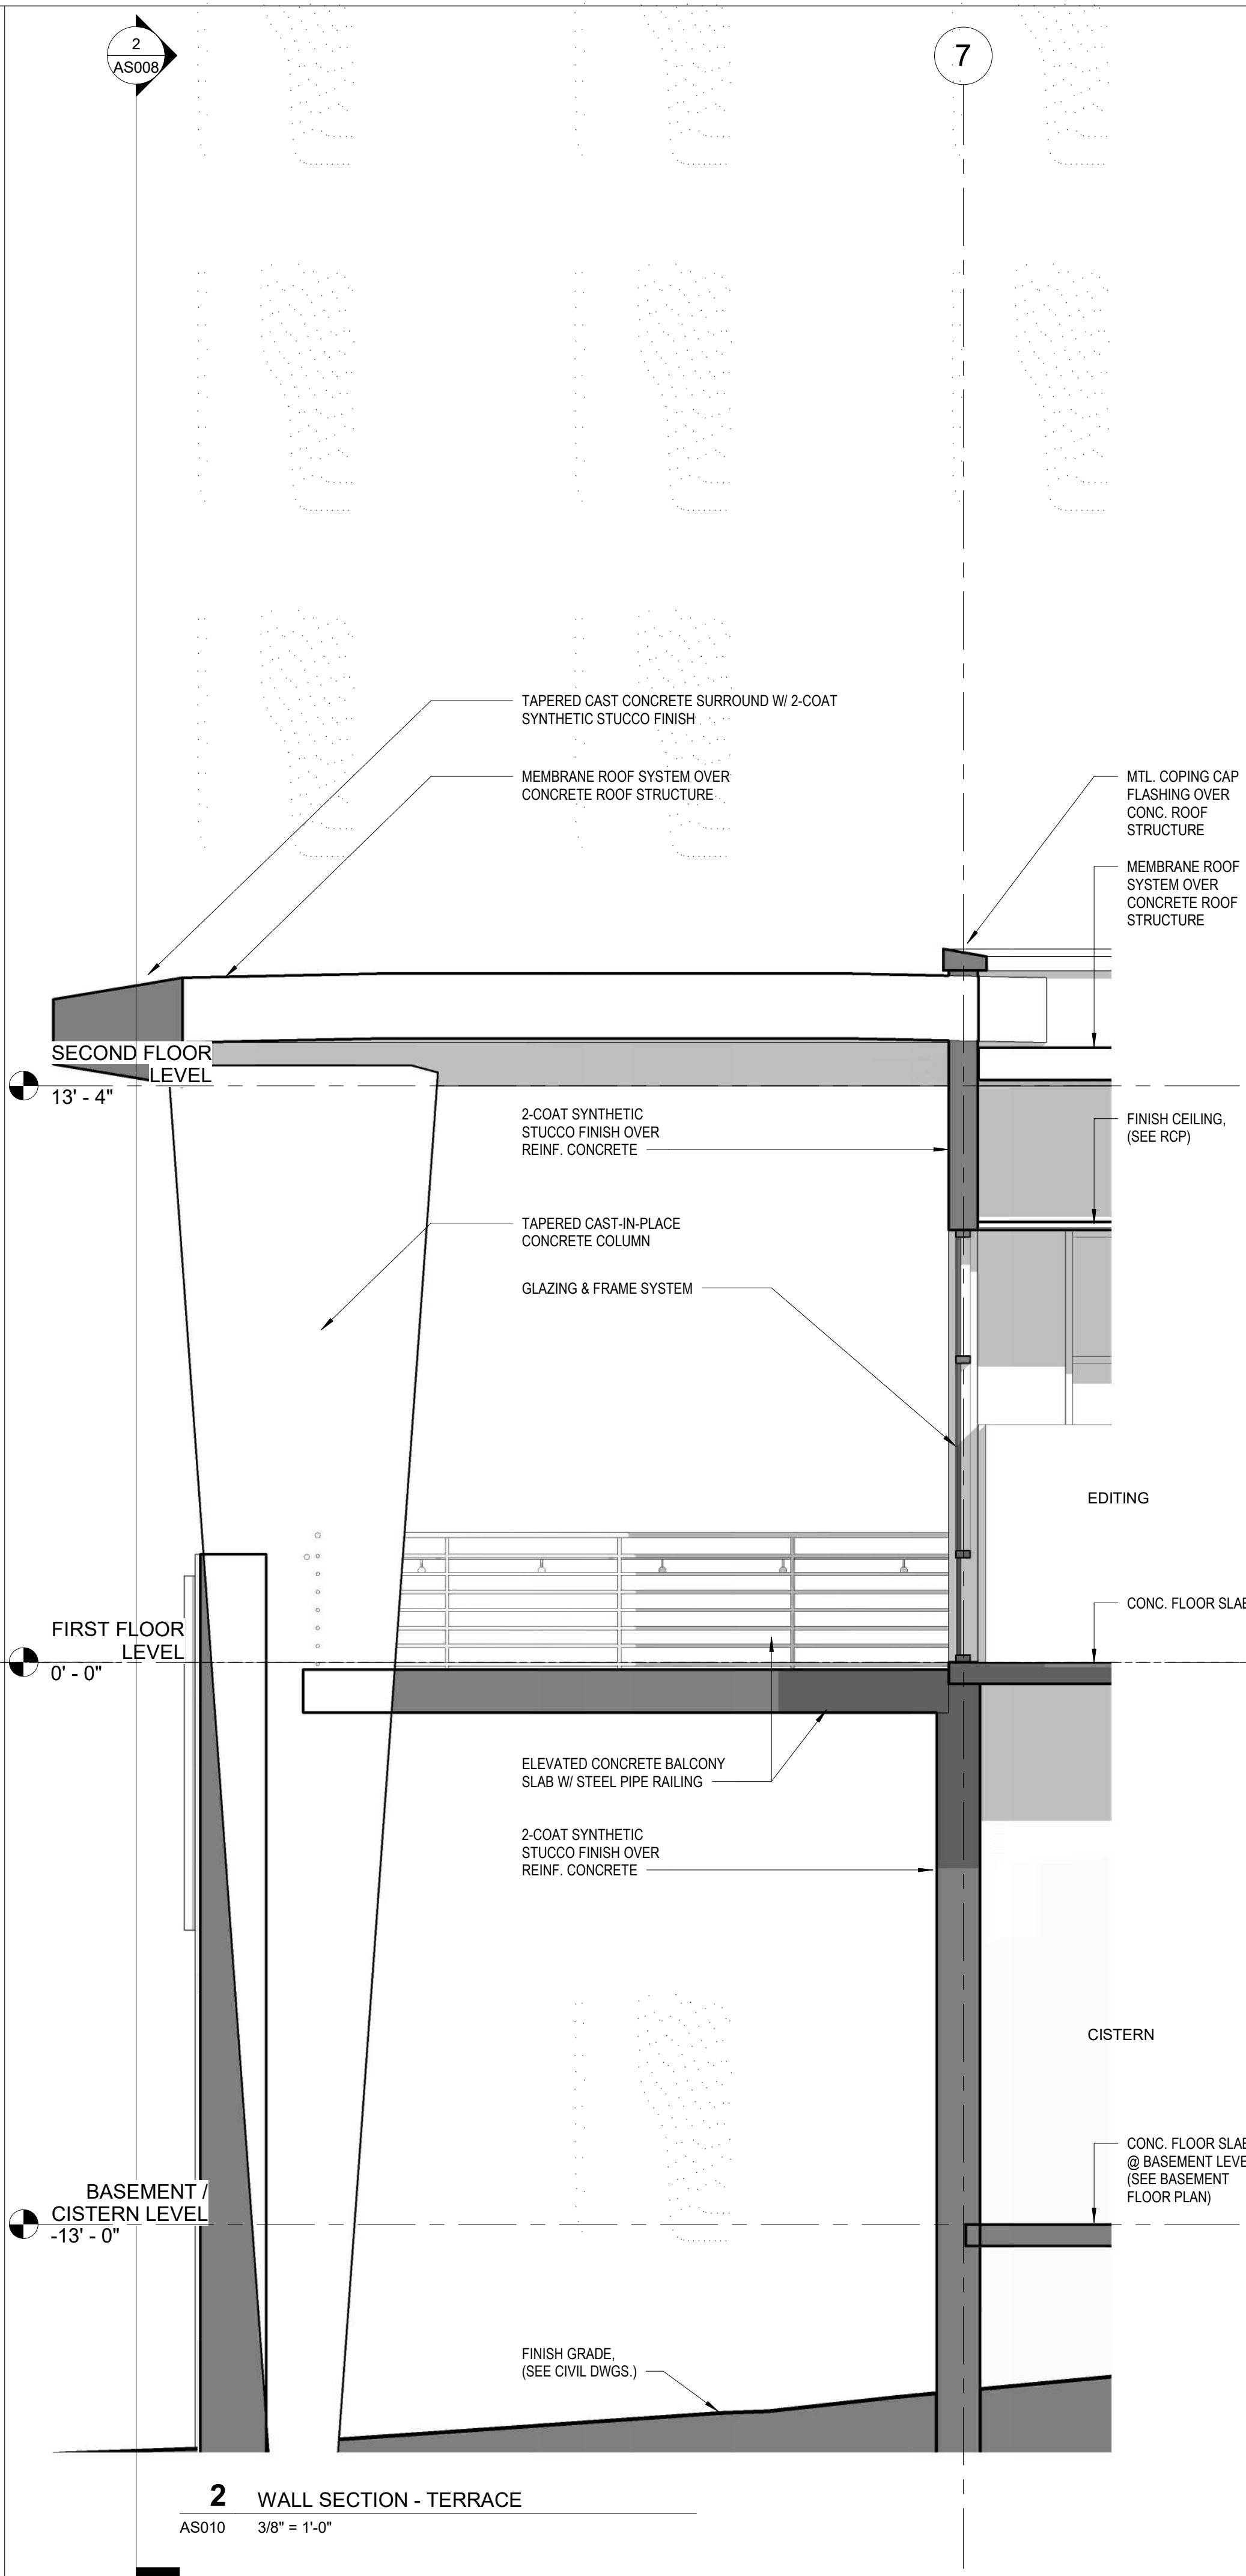 2
AS008
7
TAPERED CAST CONCRETE SURROUND W/ 2-COAT
SYNTHETIC STUCCO FINISH
MEMBRANE ROOF SYSTEM OVER
CONCRETE ROOF STRUCTURE
MTL. COPING CAP
FLASHING OVER
CONC. ROOF
STRUCTURE
MEMBRANE ROOF
SYSTEM OVER
CONCRETE ROOF
STRUCTURE
SECOND FLOOR
LEVEL
13' - 4"
2-COAT SYNTHETIC
STUCCO FINISH OVER
REINF. CONCRETE
FINISH CEILING,
(SEE RCP)
TAPERED CAST-IN-PLACE
CONCRETE COLUMN
GLAZING & FRAME SYSTEM
EDITING
CONC. FLOOR SLAB
FIRST FLOOR
LEVEL
0' - 0"
ELEVATED CONCRETE BALCONY
SLAB W/ STEEL PIPE RAILING
2-COAT SYNTHETIC
STUCCO FINISH OVER
REINF. CONCRETE
CISTERN
CONC. FLOOR SLAB
@ BASEMENT LEVE
(SEE BASEMENT
FLOOR PLAN)
BASEMENT /
CISTERN LEVEL
-13' - 0"
FINISH GRADE,
(SEE CIVIL DWGS.)
2 WALL SECTION - TERRACE
AS010 3/8" = 1'-0"